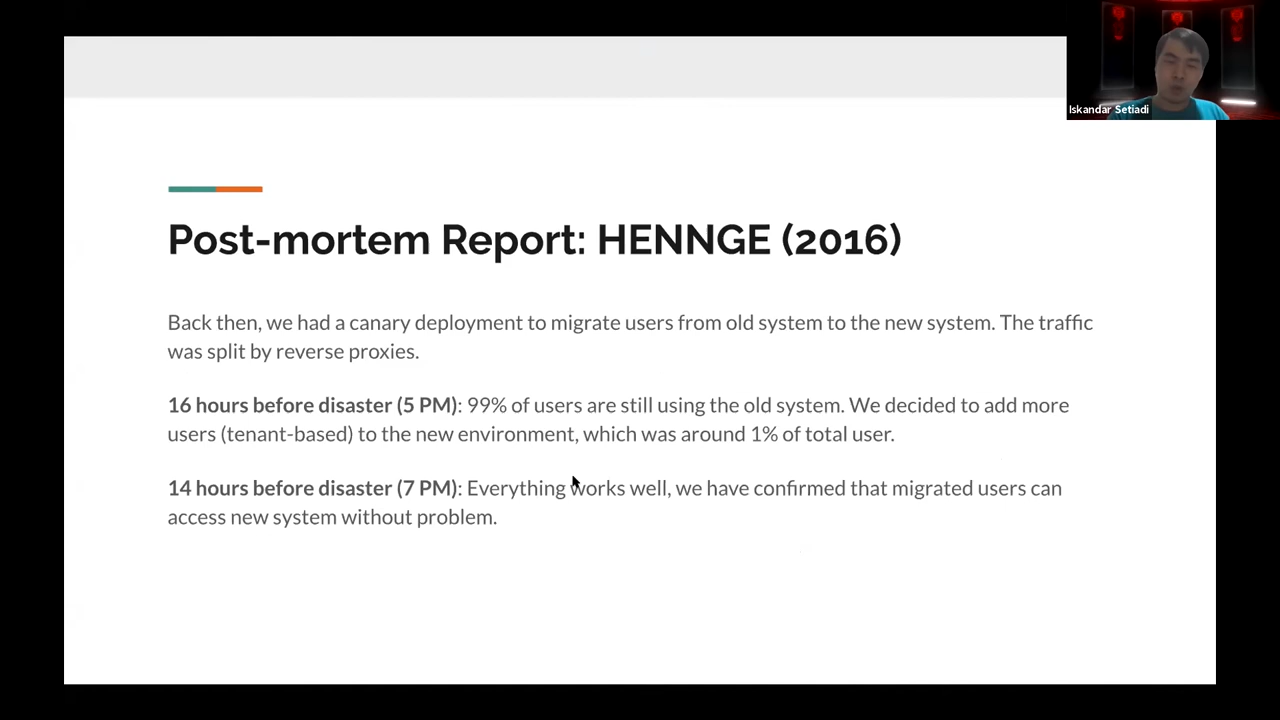 Iskandar Setiadi
Post-mortem Report: HENNGE (2016)
Back then, we had a canary deployment to migrate users from old system to the new system. The traffic
was split by reverse proxies.
16 hours before disaster (5 PM): 99% of users are still using the old system. We decided to add more
users (tenant-based) to the new environment, which was around 1% of total user.
14 hours before disaster (7 PM): Everything works well, we have confirmed that migrated users can
access new system without problem.